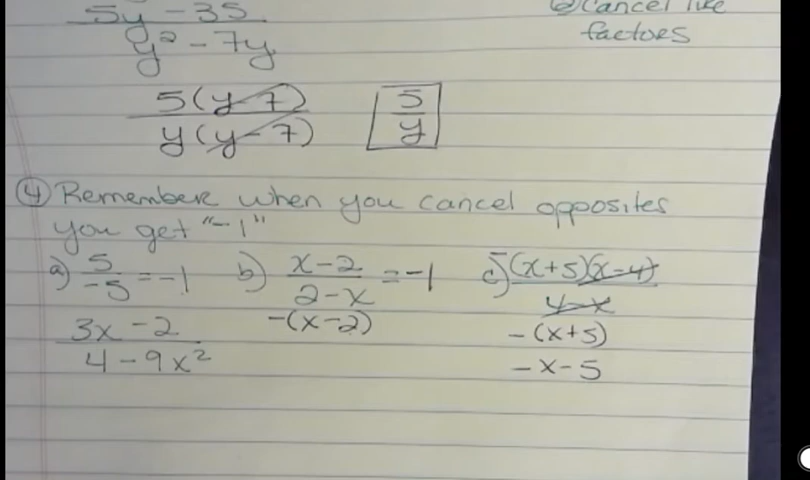 5y - 35
② Cancel like
y² - 7y
factors
5(y-7)
y(y-7)
5
y
④ Remember when you cancel opposites
you get "-1"
a) 5/-5 = -1 b) x-2/2-x = -1 c) -(x+5)(x-4)/4-x
-(x-2)
-(x+5)
3x - 2
4 - 9x²
-x-5